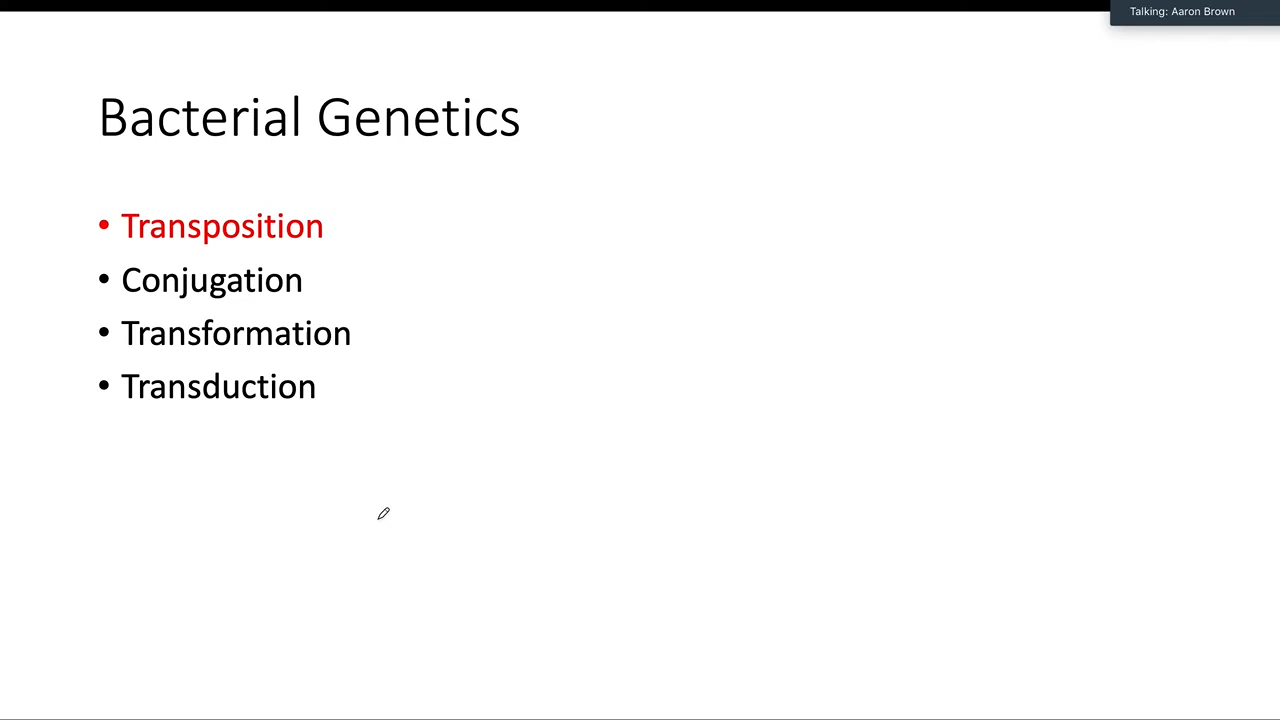 Talking: Aaron Brown
Bacterial Genetics
• Transposition
• Conjugation
• Transformation
• Transduction